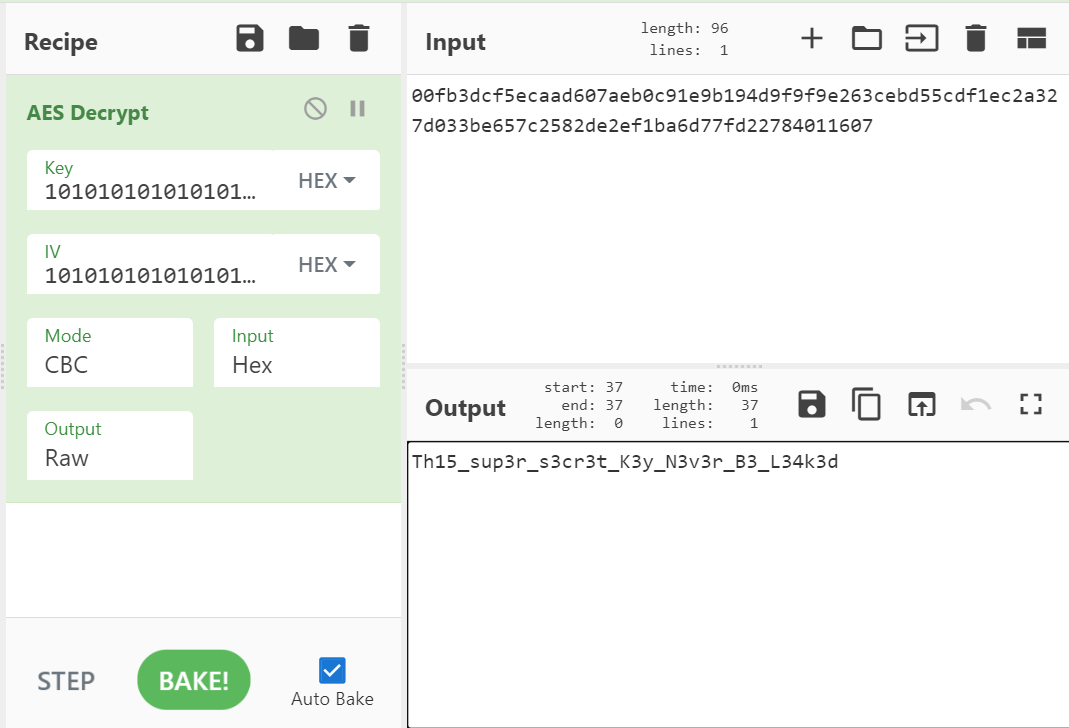 Recipe
AES Decrypt
Key
101010101010101…
HEX
IV
101010101010101…
HEX
Mode
CBC
Input
Hex
Output
Raw
STEP
BAKE!
Auto Bake
Input
length: 96
lines: 1
00fb3dcf5ecaad607aeb0c91e9b194d9f9f9e263cebd55cdf1ec2a32
7d033be657c2582de2ef1ba6d77fd22784011607
Output
start: 37
end: 37
length: 0
time: 0ms
length: 37
lines: 1
Th15_sup3r_s3cr3t_K3y_N3v3r_B3_L34k3d